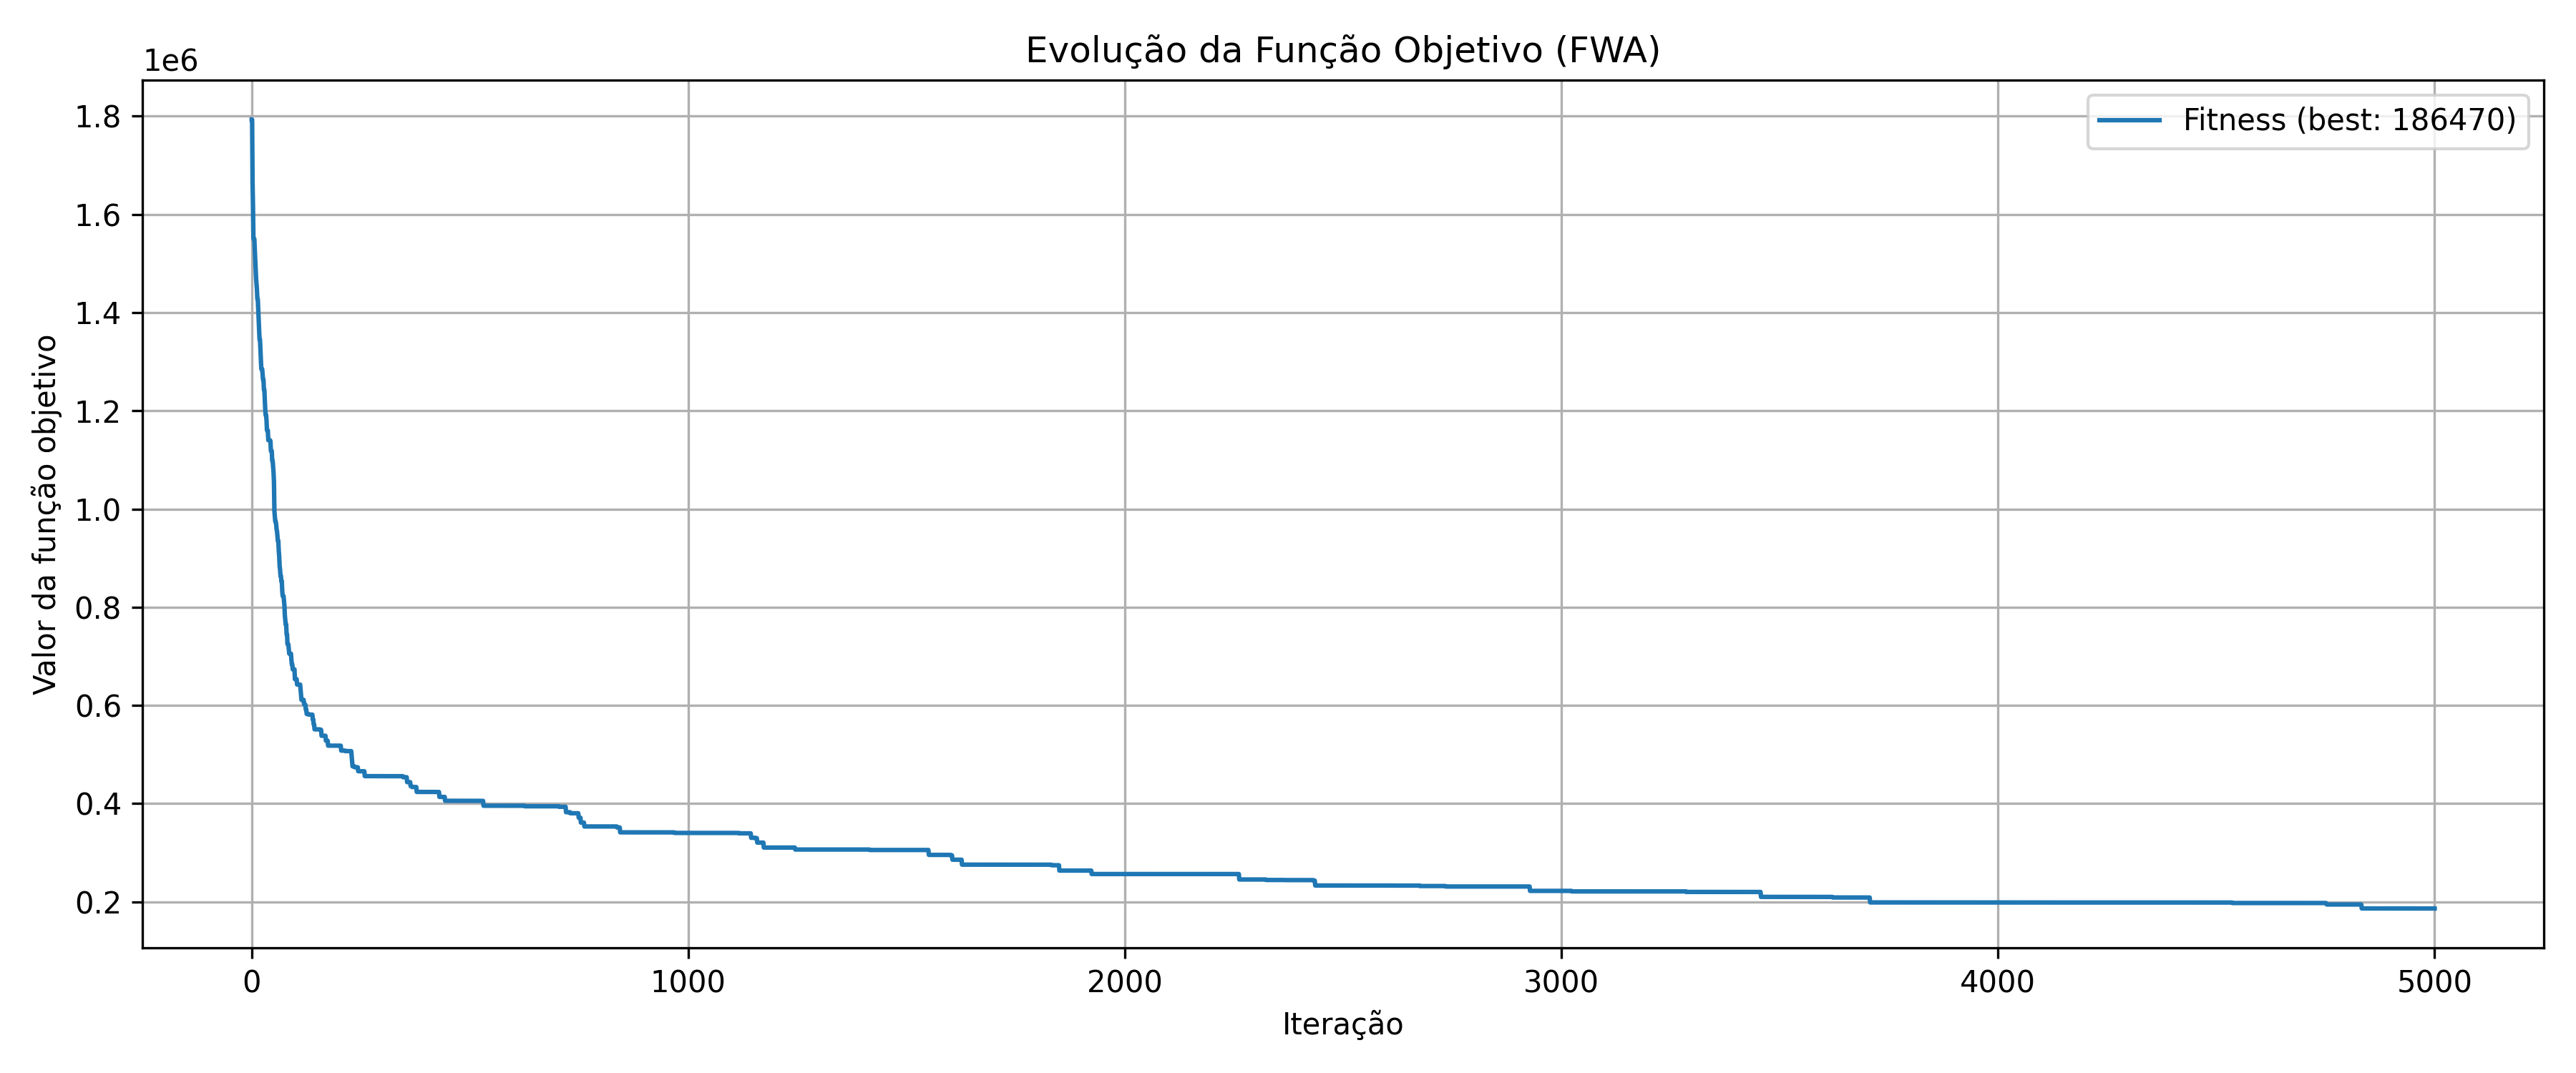 Evolução da Função Objetivo (FWA)
1e6
Fitness (best: 186470)
1.8
1.6
1.4
1.2
1.0
0.8
0.6
0.4
0.2
Valor da função objetivo
0 1000 2000 3000 4000 5000
Iteração